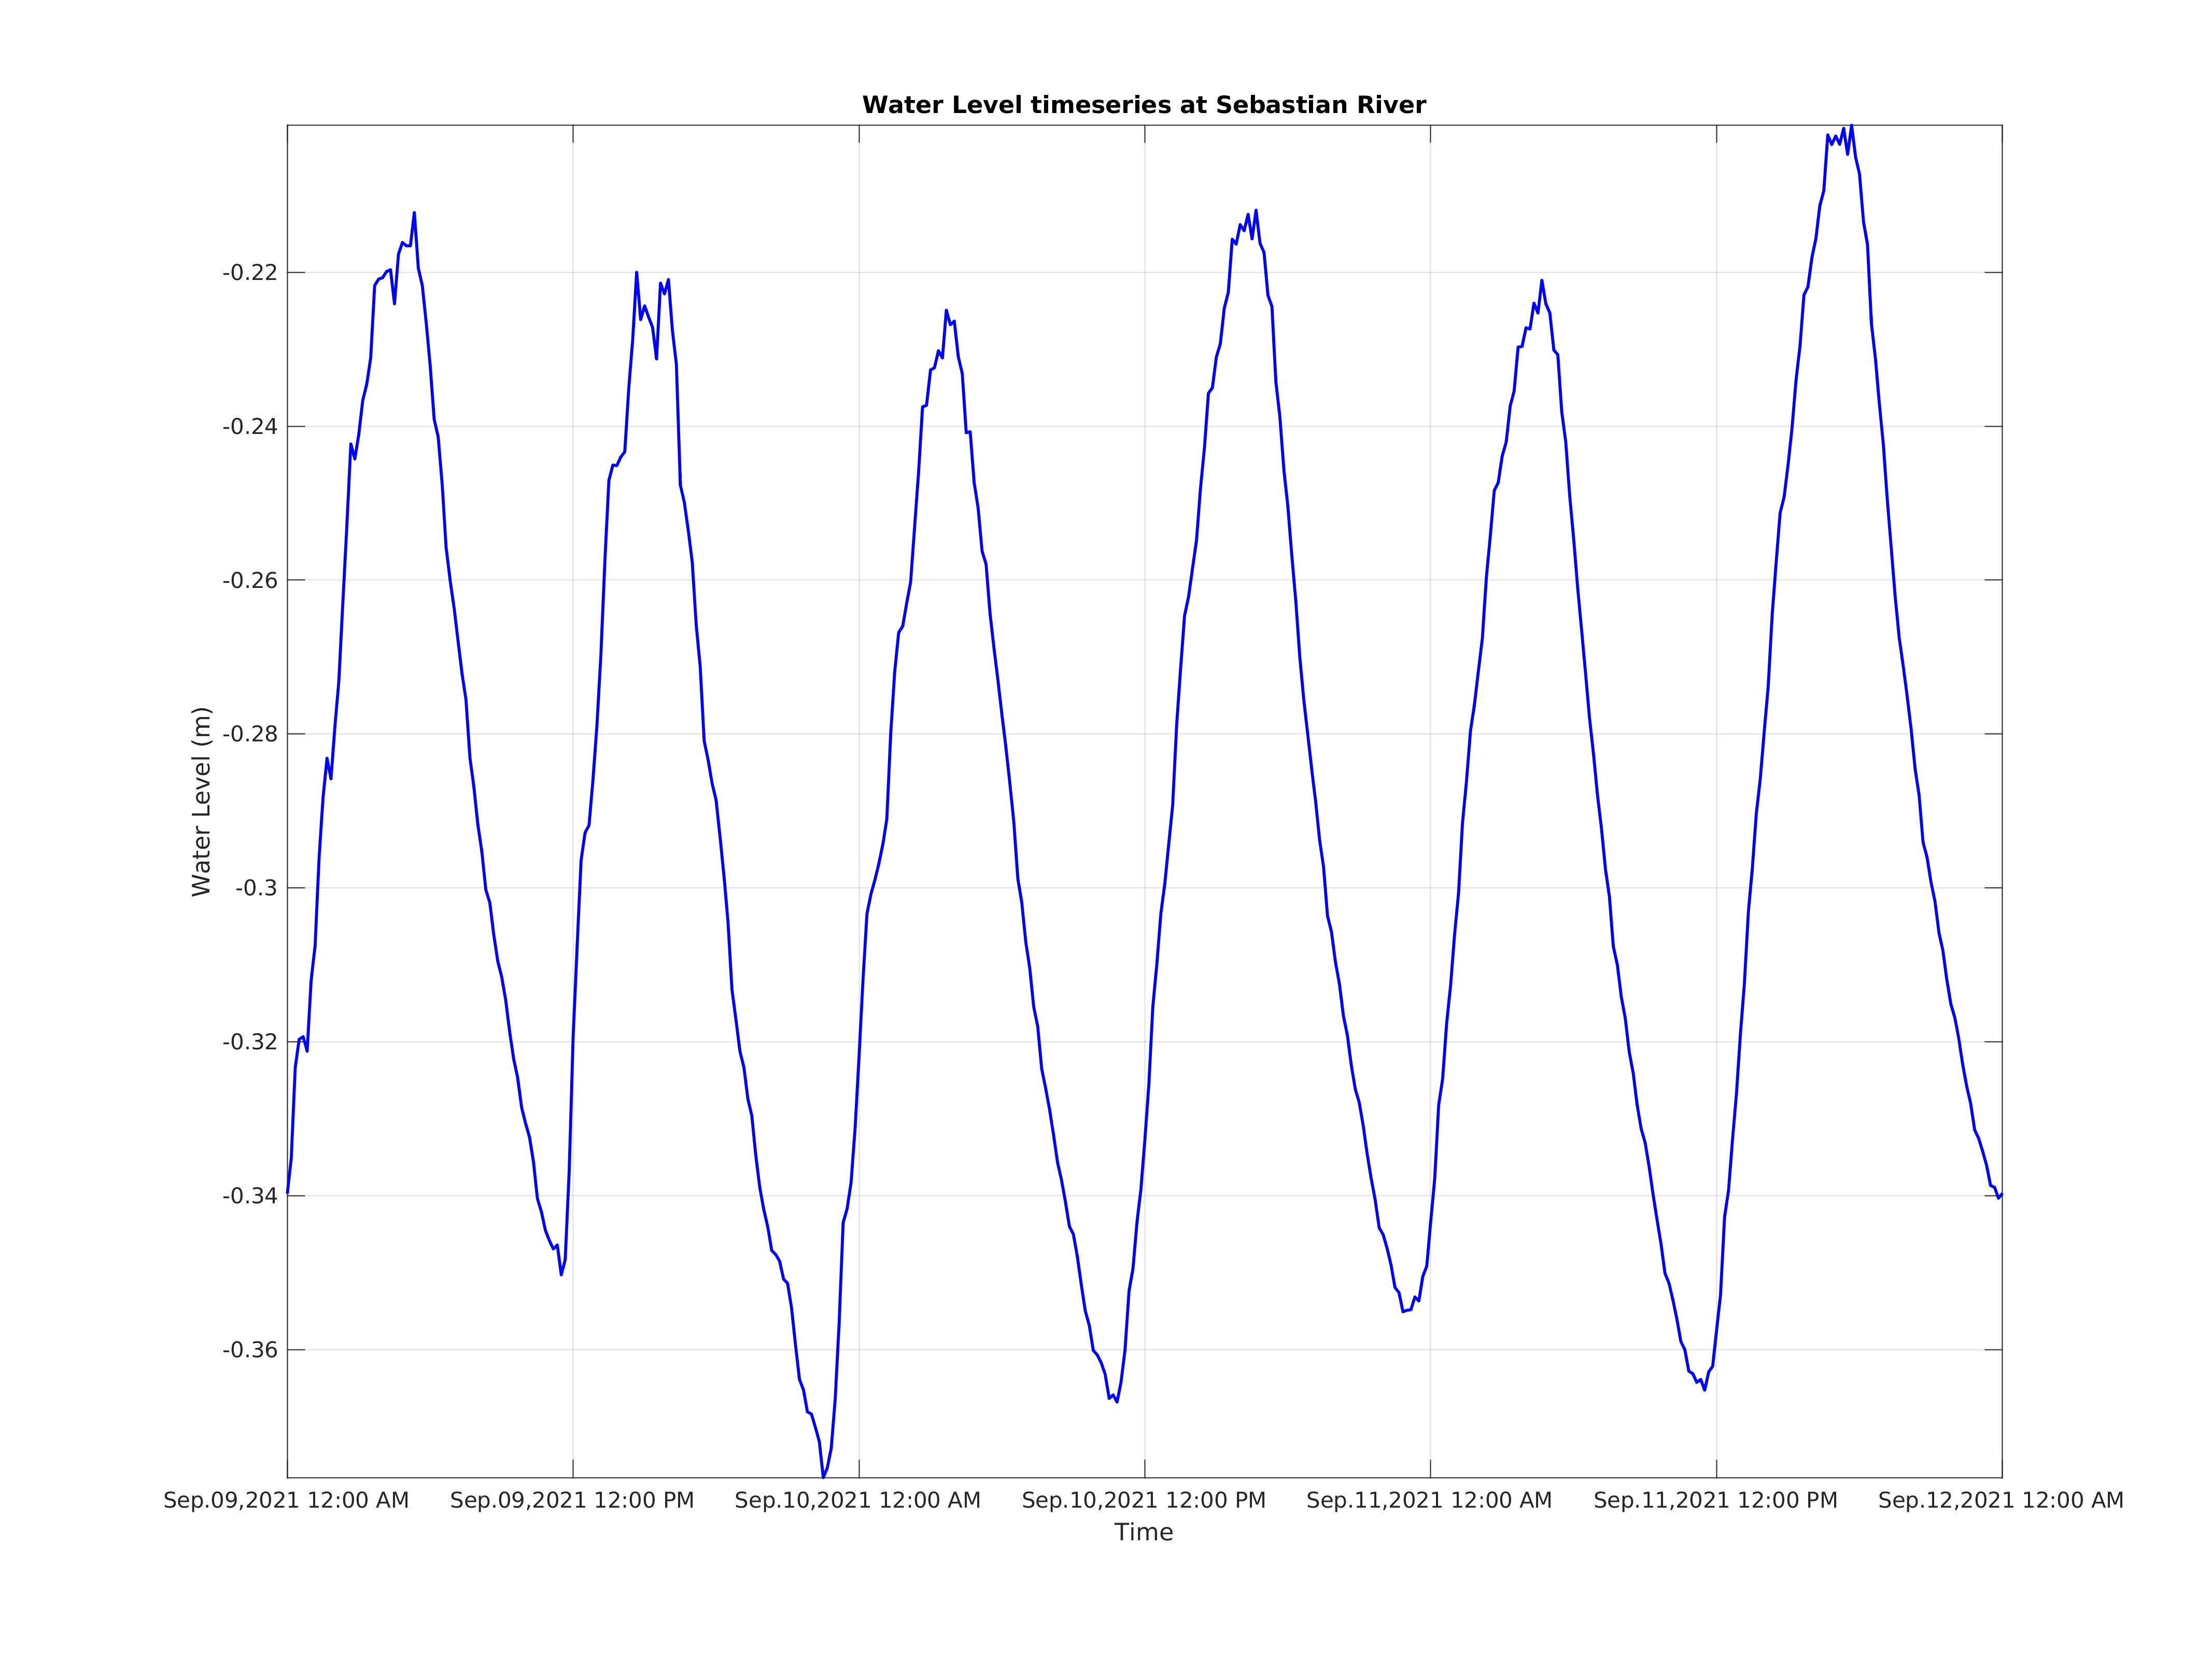 Water Level timeseries at Sebastian River
-0.22
-0.24
-0.26
-0.28
-0.3
-0.32
-0.34
-0.36
Water Level (m)
Sep.09,2021 12:00 AM
Sep.09,2021 12:00 PM
Sep.10,2021 12:00 AM
Sep.10,2021 12:00 PM
Sep.11,2021 12:00 AM
Sep.11,2021 12:00 PM
Sep.12,2021 12:00 AM
Time